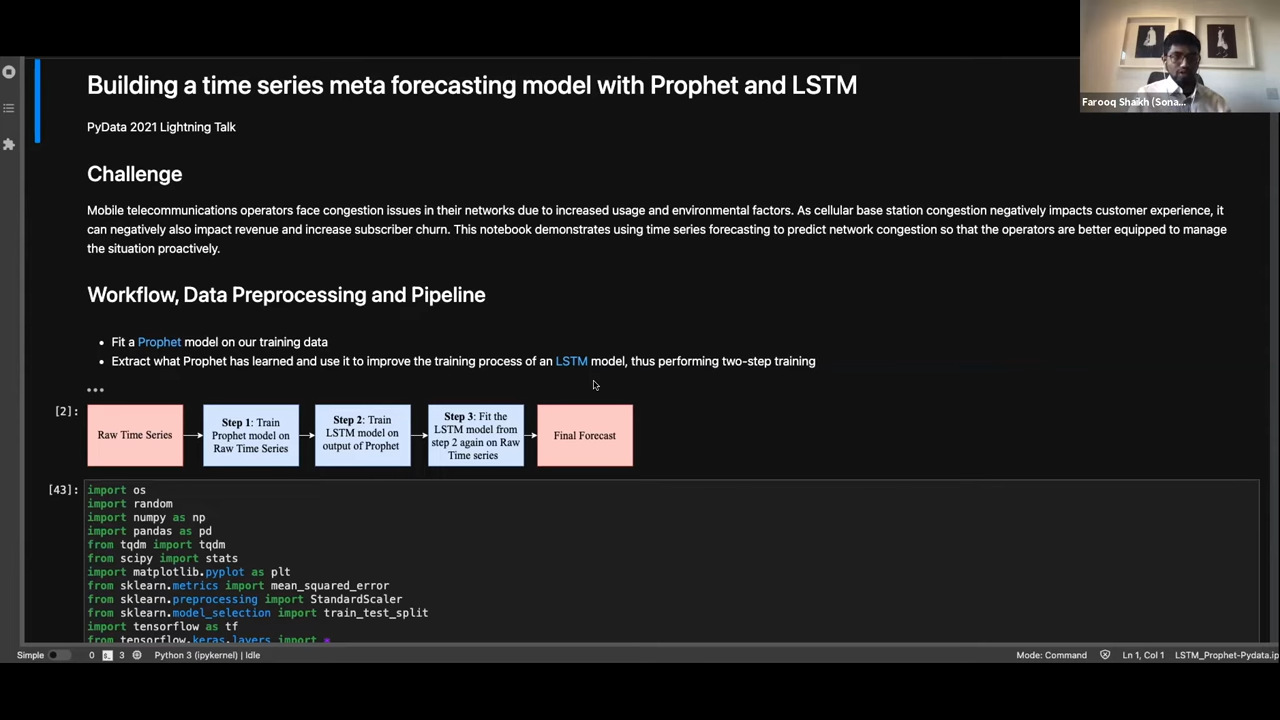 Building a time series meta forecasting model with Prophet and LSTM
PyData 2021 Lightning Talk
Challenge
Mobile telecommunications operators face congestion issues in their networks due to increased usage and environmental factors. As cellular base station congestion negatively impacts customer experience, it
can negatively also impact revenue and increase subscriber churn. This notebook demonstrates using time series forecasting to predict network congestion so that the operators are better equipped to manage
the situation proactively.
Workflow, Data Preprocessing and Pipeline
• Fit a Prophet model on our training data
• Extract what Prophet has learned and use it to improve the training process of an LSTM model, thus performing two-step training
•••
[2]:
Raw Time Series
Step 1: Train
Prophet model on
Raw Time Series
Step 2: Train
LSTM model on
output of Prophet
Step 3: Fit the
LSTM model from
step 2 again on Raw
Time series
Final Forecast
[43]:
import os
import random
import numpy as np
import pandas as pd
from tqdm import tqdm
from scipy import stats
import matplotlib.pyplot as plt
from sklearn.metrics import mean_squared_error
from sklearn.preprocessing import StandardScaler
from sklearn.model_selection import train_test_split
import tensorflow as tf
from tensorflow.keras.layers import *
Simple 0 3 Python 3 (ipykernel) | Idle Mode: Command Ln 1, Col 1 LSTM_Prophet-Pydata.ip
Farooq Shaikh (Sona...